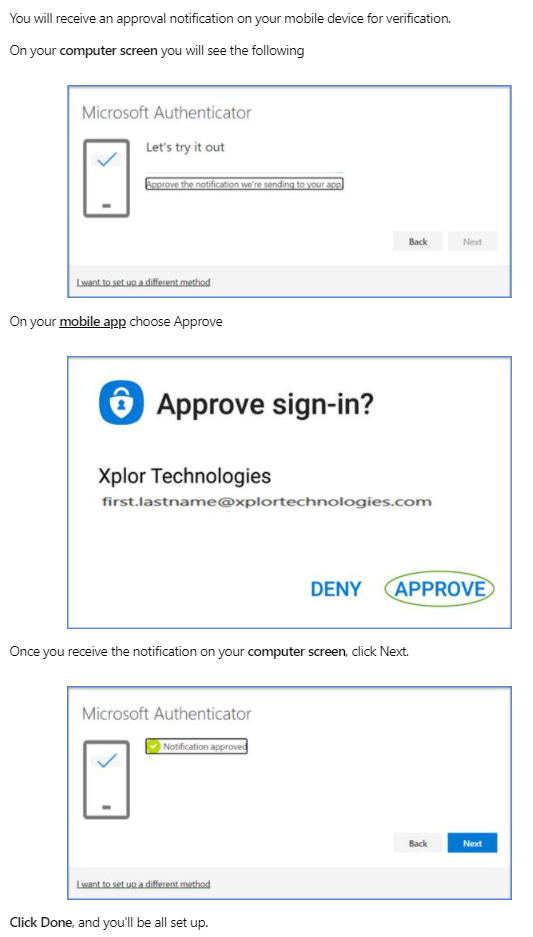 You will receive an approval notification on your mobile device for verification.
On your computer screen you will see the following
Microsoft Authenticator
Let's try it out
Approve the notification we're sending to your app
Back Next
I want to set up a different method
On your mobile app choose Approve
Approve sign-in?
Xplor Technologies
first.lastname@xplortechnologies.com
DENY APPROVE
Once you receive the notification on your computer screen, click Next.
Microsoft Authenticator
Notification approved
Back Next
I want to set up a different method
Click Done, and you'll be all set up.